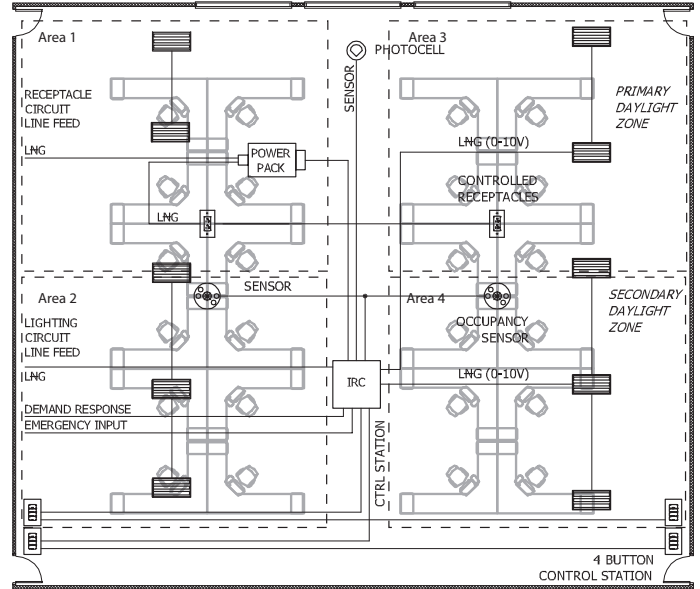 Area 1
Area 3
PHOTOCELL
SENSOR
RECEPTACLE
CIRCUIT
LINE FEED
LNG
POWER
PACK
LNG (0-10V)
PRIMARY
DAYLIGHT
ZONE
CONTROLLED
RECEPTACLES
LNG
Area 2
SENSOR
Area 4
SECONDARY
DAYLIGHT
ZONE
OCCUPANCY
SENSOR
LIGHTING
CIRCUIT
LINE FEED
LNG
IRC
LNG (0-10V)
DEMAND RESPONSE
EMERGENCY INPUT
CTRL STATION
4 BUTTON
CONTROL STATION